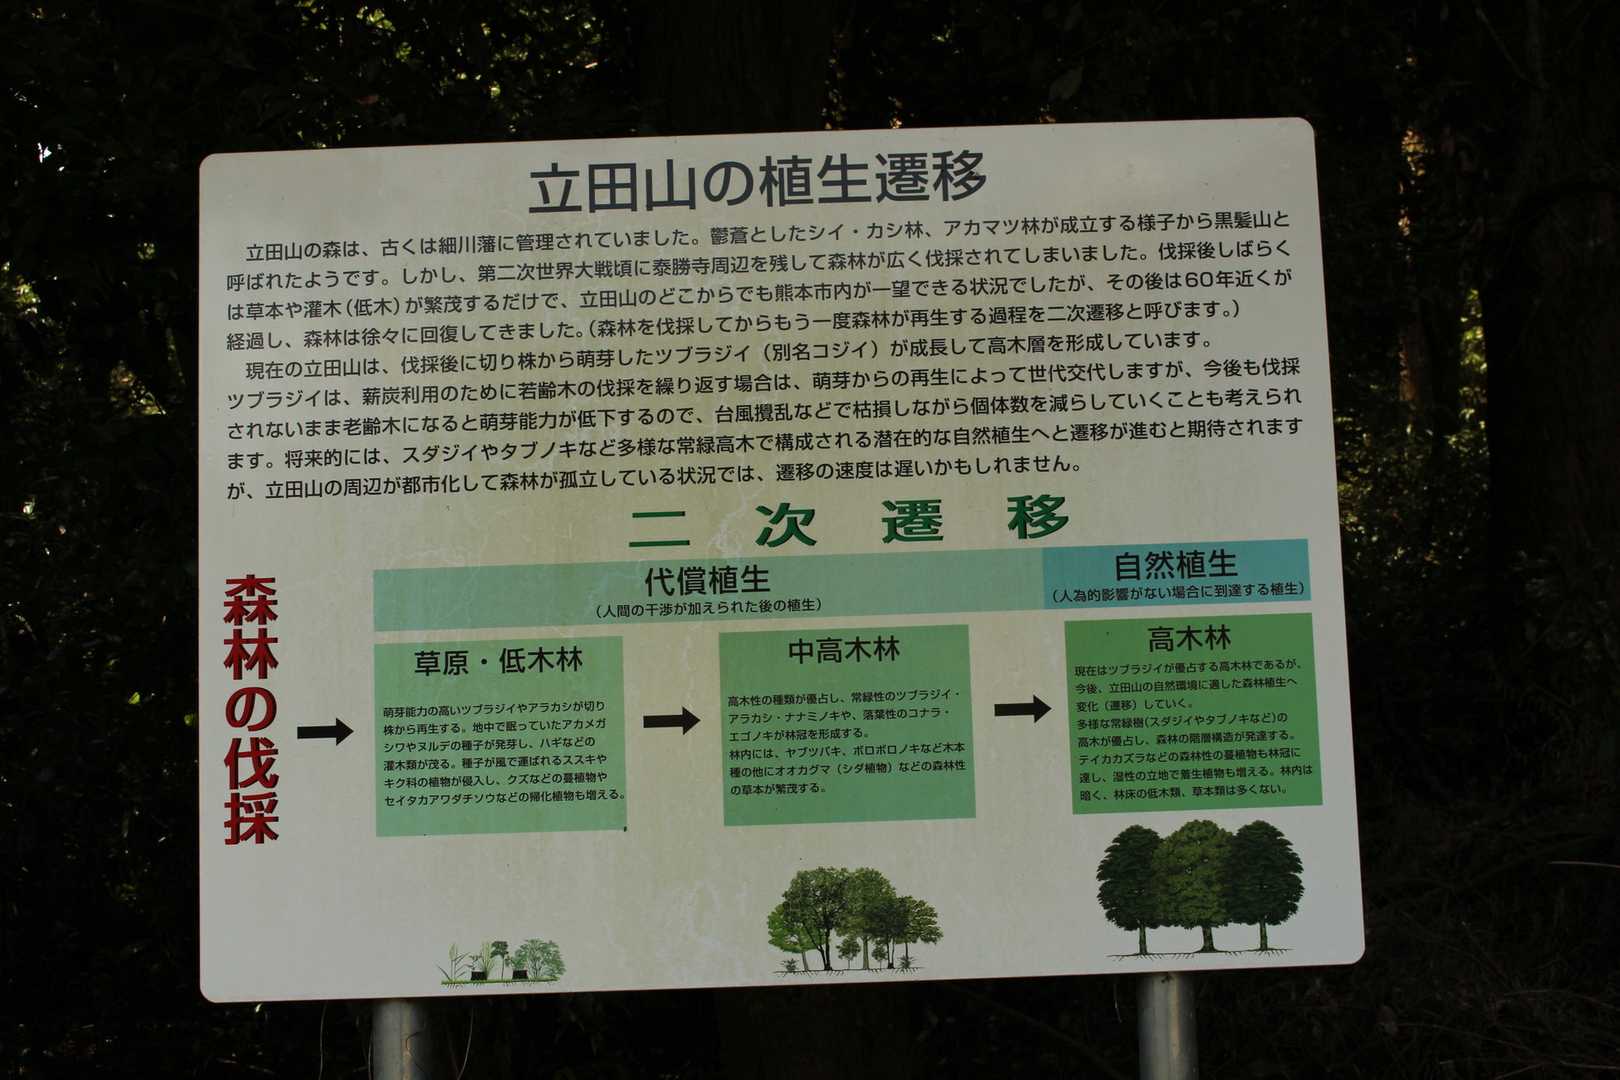 立田山の植生遷移
立田山の森は、古くは細川藩に管理されていました。鬱蒼としたシイ・カシ林、アカマツ林が成立する様子から黒髪山と
呼ばれたようです。しかし、第二次世界大戦頃に泰勝寺周辺を残して森林が広く伐採されてしまいました。伐採後しばらく
は草本や灌木（低木）が繁茂するだけで、立田山のどこからでも熊本市内が一望できる状況でしたが、その後は60年近くが
経過し、森林は徐々に回復してきました。（森林を伐採してからもう一度森林が再生する過程を二次遷移と呼びます。）
現在の立田山は、伐採後に切り株から萌芽したツブラジイ（別名コジイ）が成長して高木層を形成しています。
ツブラジイは、薪炭利用のために若齢木の伐採を繰り返す場合は、萌芽からの再生によって世代交代しますが、今後も伐採
されないまま老齢木になると萌芽能力が低下するので、台風攪乱などで枯損しながら個体数を減らしていくことも考えられ
ます。将来的には、スダジイやタブノキなど多様な常緑高木で構成される潜在的な自然植生へと遷移が進むと期待されます
が、立田山の周辺が都市化して森林が孤立している状況では、遷移の速度は遅いかもしれません。
二次遷移
森林の伐採
代償植生
（人間の干渉が加えられた後の植生）
自然植生
（人為的影響がない場合に到達する植生）
草原・低木林
萌芽能力の高いツブラジイやアラカシが切り
株から再生する。地中で眠っていたアカメガ
シワやヌルデの種子が発芽し、ハギなどの
灌木類が茂る。種子が風で運ばれるススキや
キク科の植物が侵入し、クズなどの蔓植物や
セイタカアワダチソウなどの帰化植物も増える。
中高木林
高木性の種類が優占し、常緑性のツブラジイ・
アラカシ・ナナミノキや、落葉性のコナラ・
エゴノキが林冠を形成する。
林内には、ヤブツバキ、ボロボロノキなど木本
種の他にオオカグマ（シダ植物）などの森林性
の草本が繁茂する。
高木林
現在はツブラジイが優占する高木林であるが、
今後、立田山の自然環境に適した森林植生へ
変化（遷移）していく。
多様な常緑樹(スダジイやタブノキなど)の
高木が優占し、森林の階層構造が発達する。
テイカカズラなどの森林性の蔓植物も林冠に
達し、湿性の立地で着生植物も増える。林内は
暗く、林床の低木類、草本類は多くない。